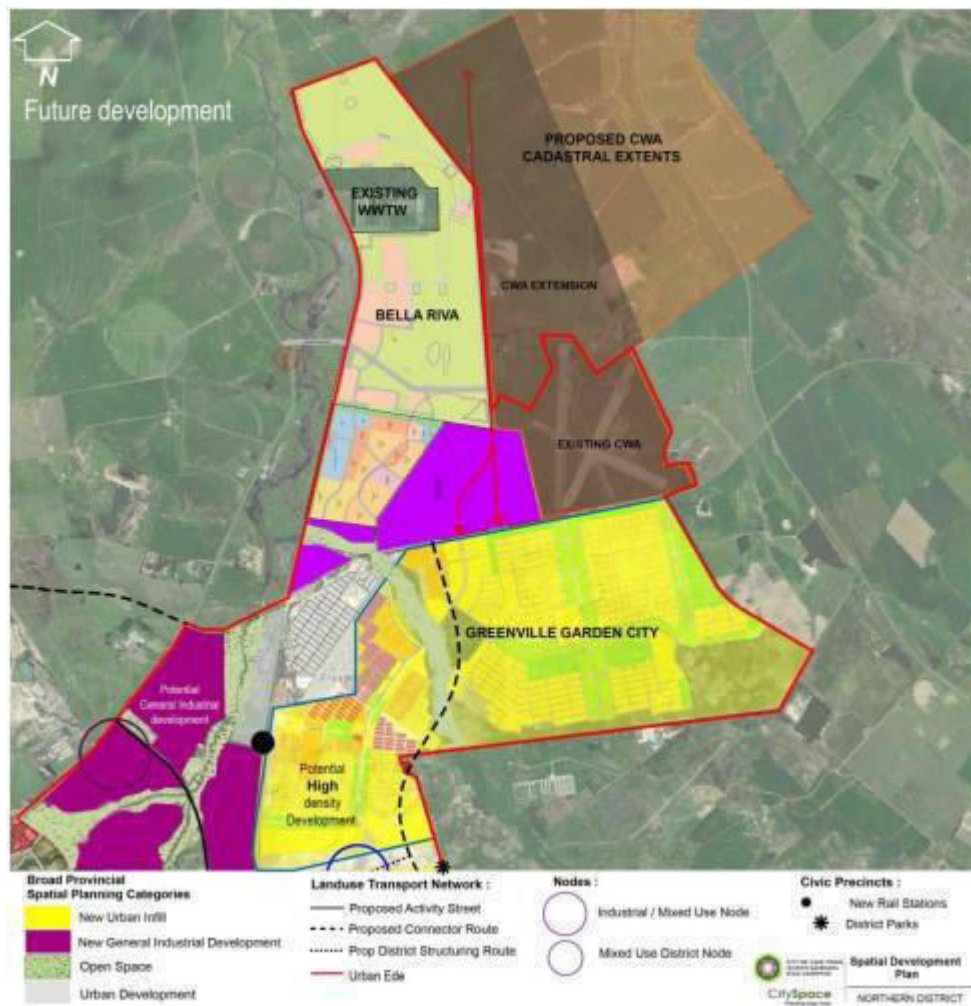 N
Future development
PROPOSED CWA
CADASTRAL EXTENTS
EXISTING
WWTW
CWA EXTENSION
BELLA RIVA
EXISTING CWA
GREENVILLE GARDEN CITY
Potential
General Industrial
development
Potential
High
density
Development
Broad Provincial
Spatial Planning Categories
New Urban Infill
New General Industrial Development
Open Space
Urban Development
Landuse Transport Network :
Proposed Activity Street
Proposed Connector Route
Prop District Structuring Route
Urban Ede
Nodes :
Industrial / Mixed Use Node
Mixed Use District Node
Civic Precincts :
New Rail Stations
District Parks
CitySpace
Spatial Development
Plan
NORTHERN DISTRICT